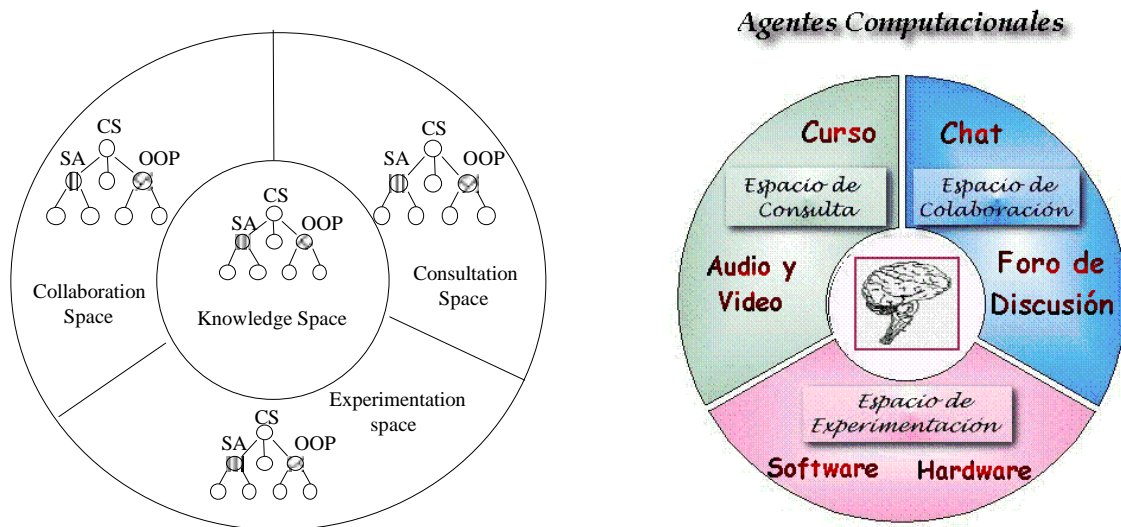 CS
SA OOP
Collaboration
Space
CS
SA OOP
Consultation
Space
CS
SA OOP
Knowledge Space
Experimentation
space
CS
SA OOP
Agentes Computacionales
Curso
Espacio de
Consulta
Audio y
Video
Chat
Espacio de
Colaboración
Foro de
Discusión
Espacio de
Experimentación
Software Hardware